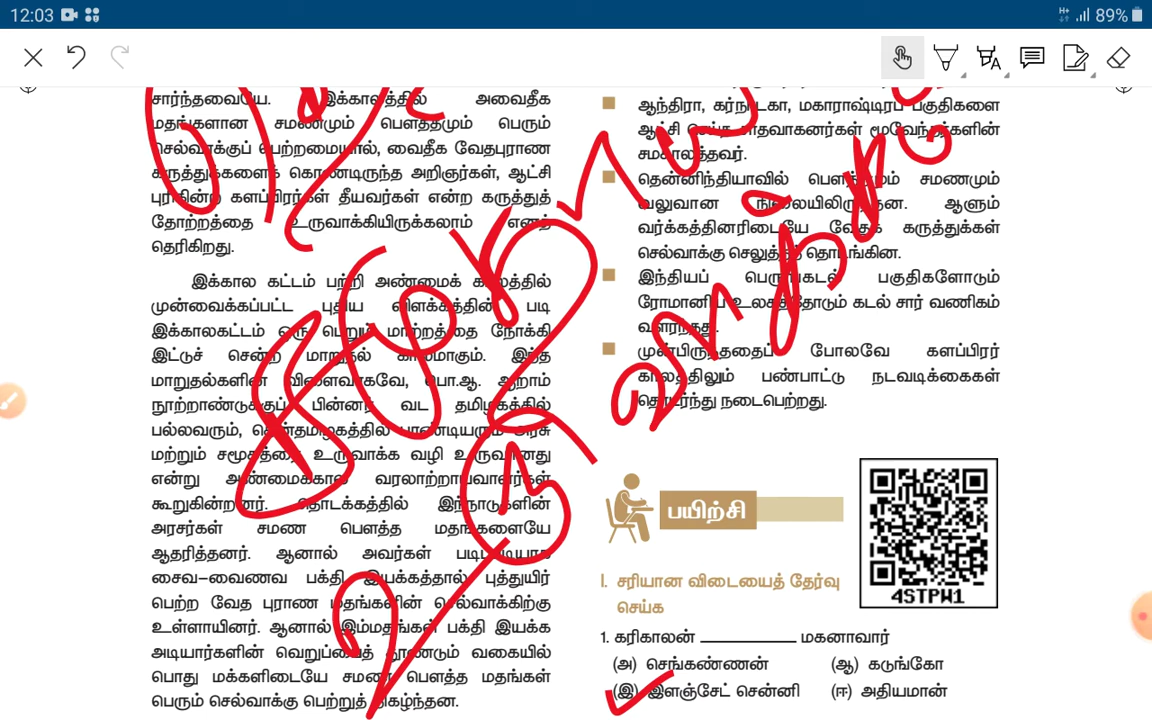 12:03
H+
89%
சார்ந்தவையே. இக்காலத்தில் அவைதீக
மதங்களான சமணமும் பௌத்தமும் பெரும்
செல்வாக்குப் பெற்றமையால், வைதீக வேதபுராண
கருத்துக்களைக் கொண்டிருந்த அறிஞர்கள், ஆட்சி
புரிகின்ற களப்பிரர்கள் தீயவர்கள் என்ற கருத்துத்
தோற்றத்தை உருவாக்கியிருக்கலாம் எனத்
தெரிகிறது.
இக்கால கட்டம் பற்றி அண்மைக் காலத்தில்
முன்வைக்கப்பட்ட புதிய விளக்கத்தின் படி
இக்காலகட்டம் ஒரு பெறும் மாற்றத்தை நோக்கி
இட்டுச் சென்ற மாறுதல் காலமாகும். இந்த
மாறுதல்களின் விளைவாகவே, பொ.ஆ. ஆறாம்
நூற்றாண்டுக்குப் பின்னர் வட தமிழகத்தில்
பல்லவரும், தென்தமிழகத்தில் பாண்டியரும் அரசு
மற்றும் சமூகத்தை உருவாக்க வழி உருவானது
என்று அண்மைக்கால வரலாற்றாய்வாளர்கள்
கூறுகின்றனர். தொடக்கத்தில் இந்நாடுகளின்
அரசர்கள் சமண பௌத்த மதங்களையே
ஆதரித்தனர். ஆனால் அவர்கள் படிப்படியாக
சைவ–வைணவ பக்தி இயக்கத்தால் புத்துயிர்
பெற்ற வேத புராண மதங்களின் செல்வாக்கிற்கு
உள்ளாயினர். ஆனால் இம்மதங்கள் பக்தி இயக்க
அடியார்களின் வெறுப்பைத் தூண்டும் வகையில்
பொது மக்களிடையே சமண பௌத்த மதங்கள்
பெரும் செல்வாக்கு பெற்றுத் திகழ்ந்தன.
ஆந்திரா, கர்நாடகா, மகாராஷ்டிரப் பகுதிகளை
ஆட்சி செய்த சாதவாகனர்கள் மூவேந்தர்களின்
சமகாலத்தவர்.
தென்னிந்தியாவில் பௌத்தமும் சமணமும்
வலுவான நிலையிலிருந்தன. ஆளும்
வர்க்கத்தினரிடையே வேதக் கருத்துக்கள்
செல்வாக்கு செலுத்தத் தொடங்கின.
இந்தியப் பெருங்கடல் பகுதிகளோடும்
ரோமானிய உலகத்தோடும் கடல் சார் வணிகம்
வளர்ந்தது.
முன்பிருந்ததைப் போலவே களப்பிரர்
காலத்திலும் பண்பாட்டு நடவடிக்கைகள்
தொடர்ந்து நடைபெற்றது.
பயிற்சி
4STPW1
I. சரியான விடையைத் தேர்வு
செய்க
1. கரிகாலன் __________ மகனாவார்
(அ) செங்கண்ணன் (ஆ) கடுங்கோ
(இ) இளஞ்சேட் சென்னி (ஈ) அதியமான்